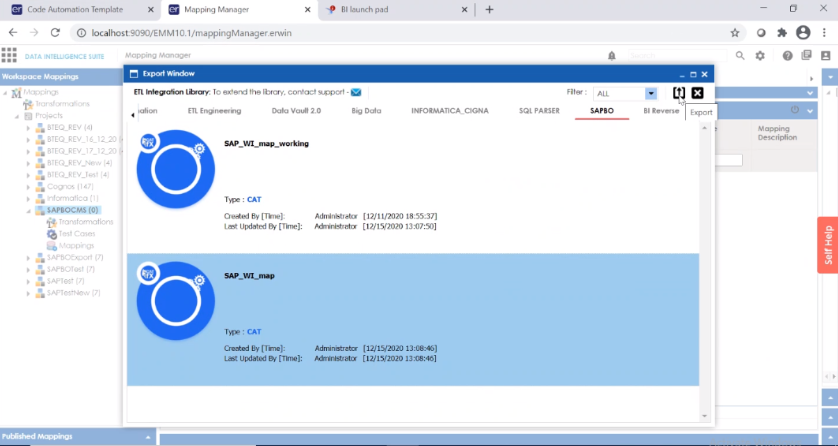 Code Automation Template
Mapping Manager
BI launch pad
localhost:9090/EMM10.1/mappingManager.erwin
DATA INTELLIGENCE SUITE
Mapping Manager
Workspace Mappings
Export Window
Mappings
Transformations
Projects
BTEQ_REV (4)
BTEQ_REV_16_12_20
BTEQ_REV_17_12_20
BTEQ_REV_New (4)
BTEQ_REV_Test (4)
Cognos (147)
Informatica (1)
SAPBOCMS (0)
Transformations
Test Cases
Mappings
SAPBOExport (7)
SAPBOTest (7)
SAPTest (7)
SAPTestNew (7)
ETL Integration Library: To extend the library, contact support -
Filter : ALL
Export
ation
ETL Engineering
Data Vault 2.0
Big Data
INFORMATICA_CIGNA
SQL PARSER
SAPBO
BI Reverse
SAP_WI_map_working
Type : CAT
Created By [Time]: Administrator [12/11/2020 18:55:37]
Last Updated By [Time]: Administrator [12/15/2020 13:07:50]
SAP_WI_map
Type : CAT
Created By [Time]: Administrator [12/15/2020 13:08:46]
Last Updated By [Time]: Administrator [12/15/2020 13:08:46]
Mapping
Description
Self Help
Published Mappings